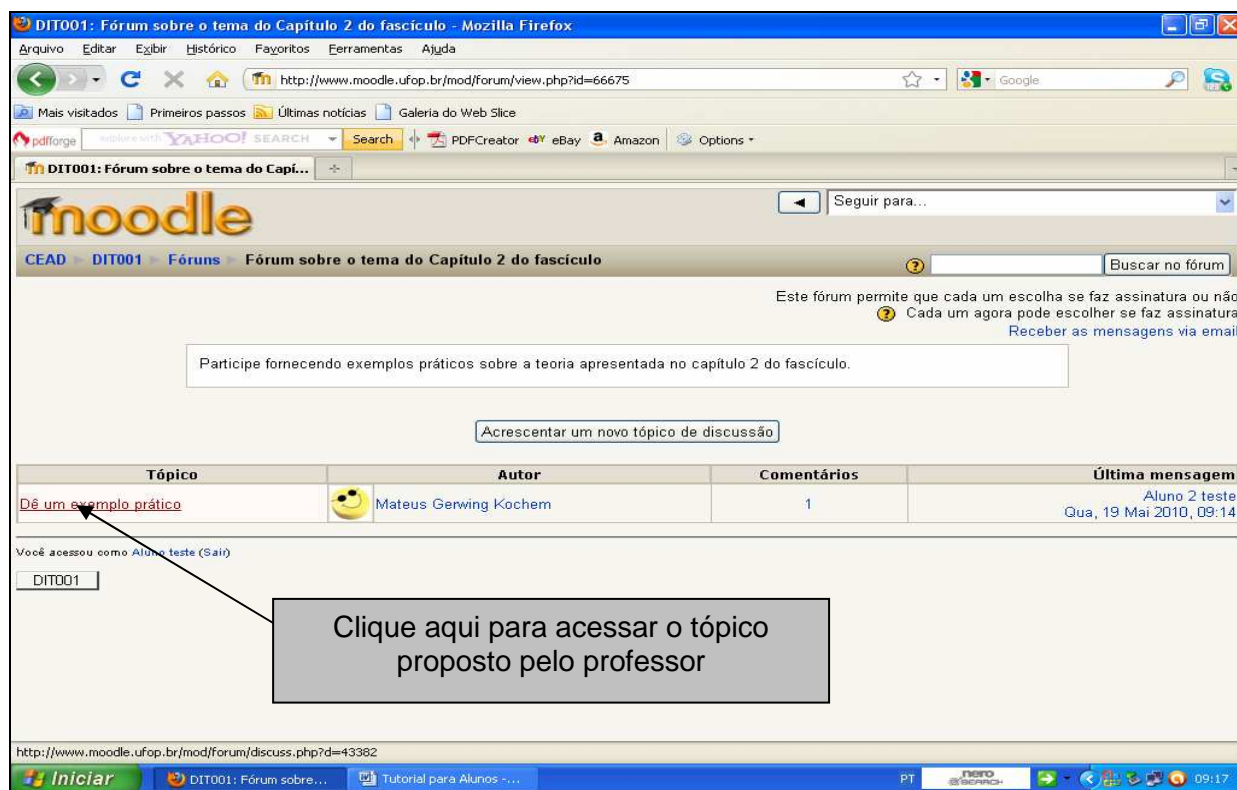 DIT001: Fórum sobre o tema do Capítulo 2 do fascículo - Mozilla Firefox
Arquivo Editar Exibir Histórico Favoritos Ferramentas Ajuda
http://www.moodle.ufop.br/mod/forum/view.php?id=66675 Google
Mais visitados Primeiros passos Últimas notícias Galeria do Web Slice
pdfforge YAHOO! SEARCH Search PDFCreator eBay Amazon Options
DIT001: Fórum sobre o tema do Capí...
moodle
Seguir para...
CEAD DIT001 Fóruns Fórum sobre o tema do Capítulo 2 do fascículo
Buscar no fórum
Este fórum permite que cada um escolha se faz assinatura ou não
Cada um agora pode escolher se faz assinatura
Receber as mensagens via email
Participe fornecendo exemplos práticos sobre a teoria apresentada no capítulo 2 do fascículo.
Acrescentar um novo tópico de discussão
Tópico Autor Comentários Última mensagem
Dê um exemplo prático Mateus Gerwing Kochem 1 Aluno 2 teste
Qua, 19 Mai 2010, 09:14
Você acessou como Aluno teste (Sair)
DIT001
Clique aqui para acessar o tópico
proposto pelo professor
http://www.moodle.ufop.br/mod/forum/discuss.php?d=43382
Iniciar DIT001: Fórum sobre... Tutorial para Alunos -... PT nero SEARCH 09:17